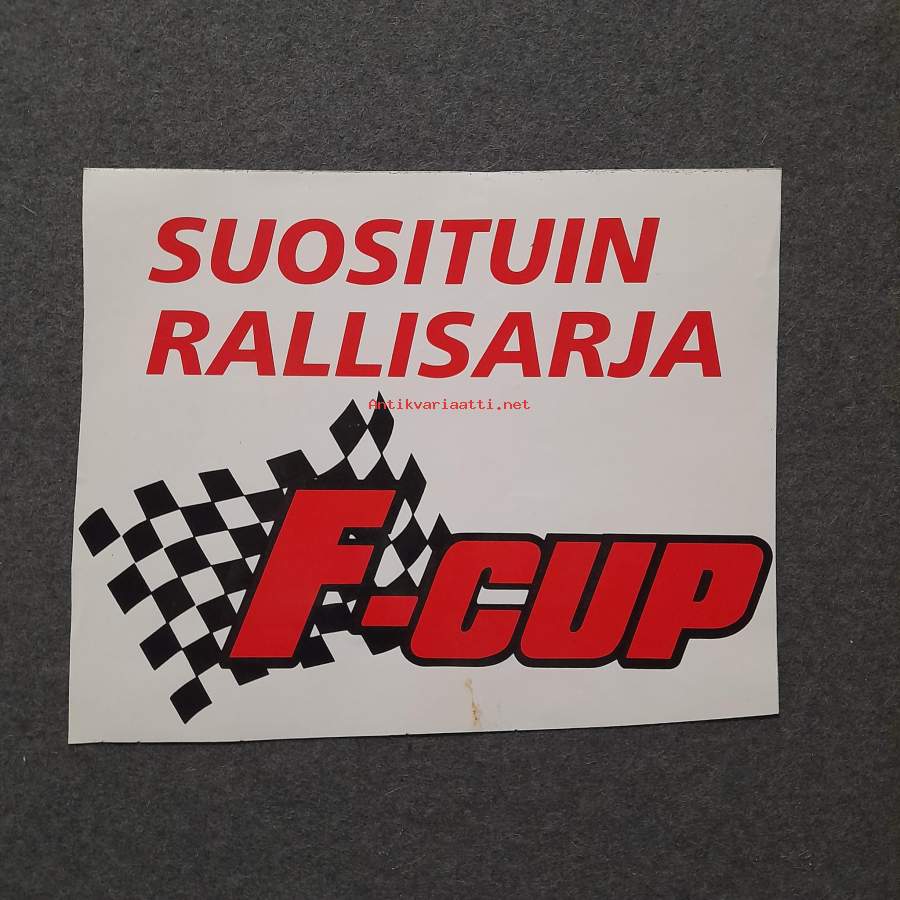 SUOSITUIN
RALLISARJA
Antikvariaatti.net
F-CUP